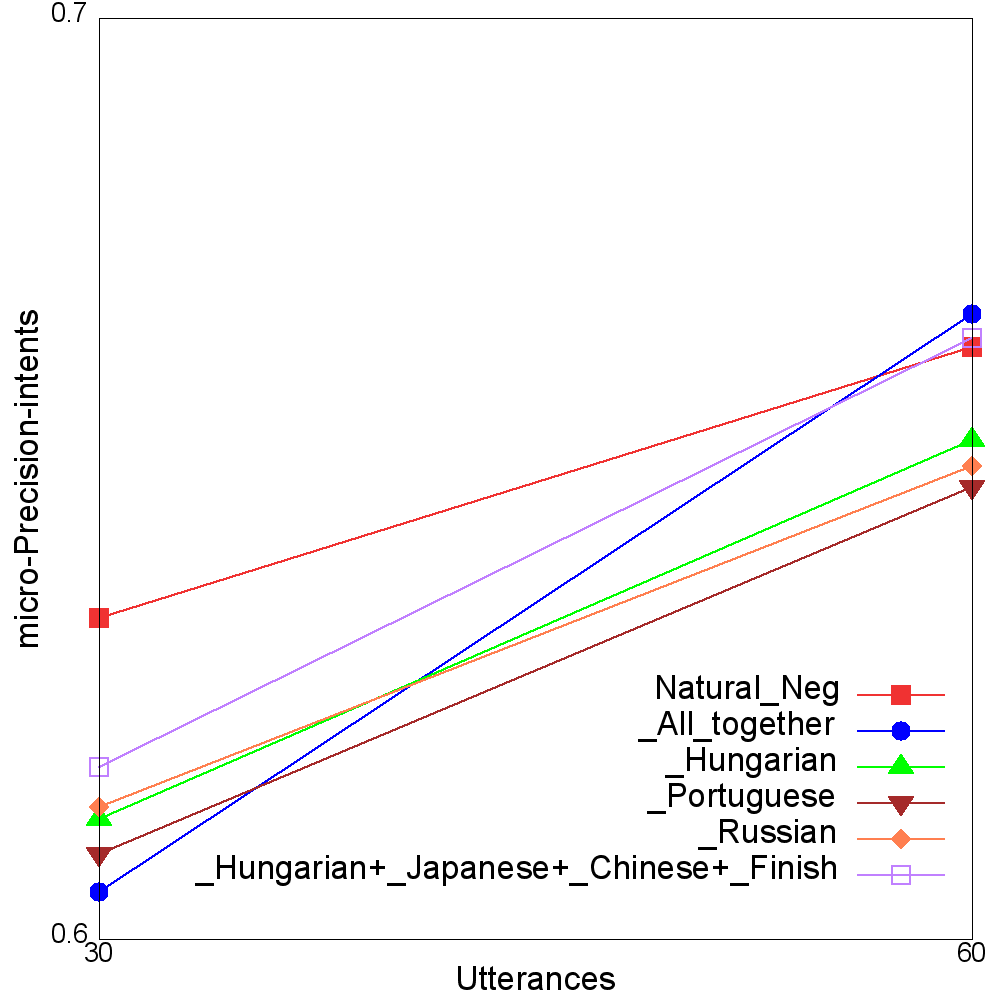 0.7
micro-Precision-intents
Natural_Neg
_All_together
_Hungarian
_Portuguese
_Russian
_Hungarian+_Japanese+_Chinese+_Finish
0.6
30
60
Utterances